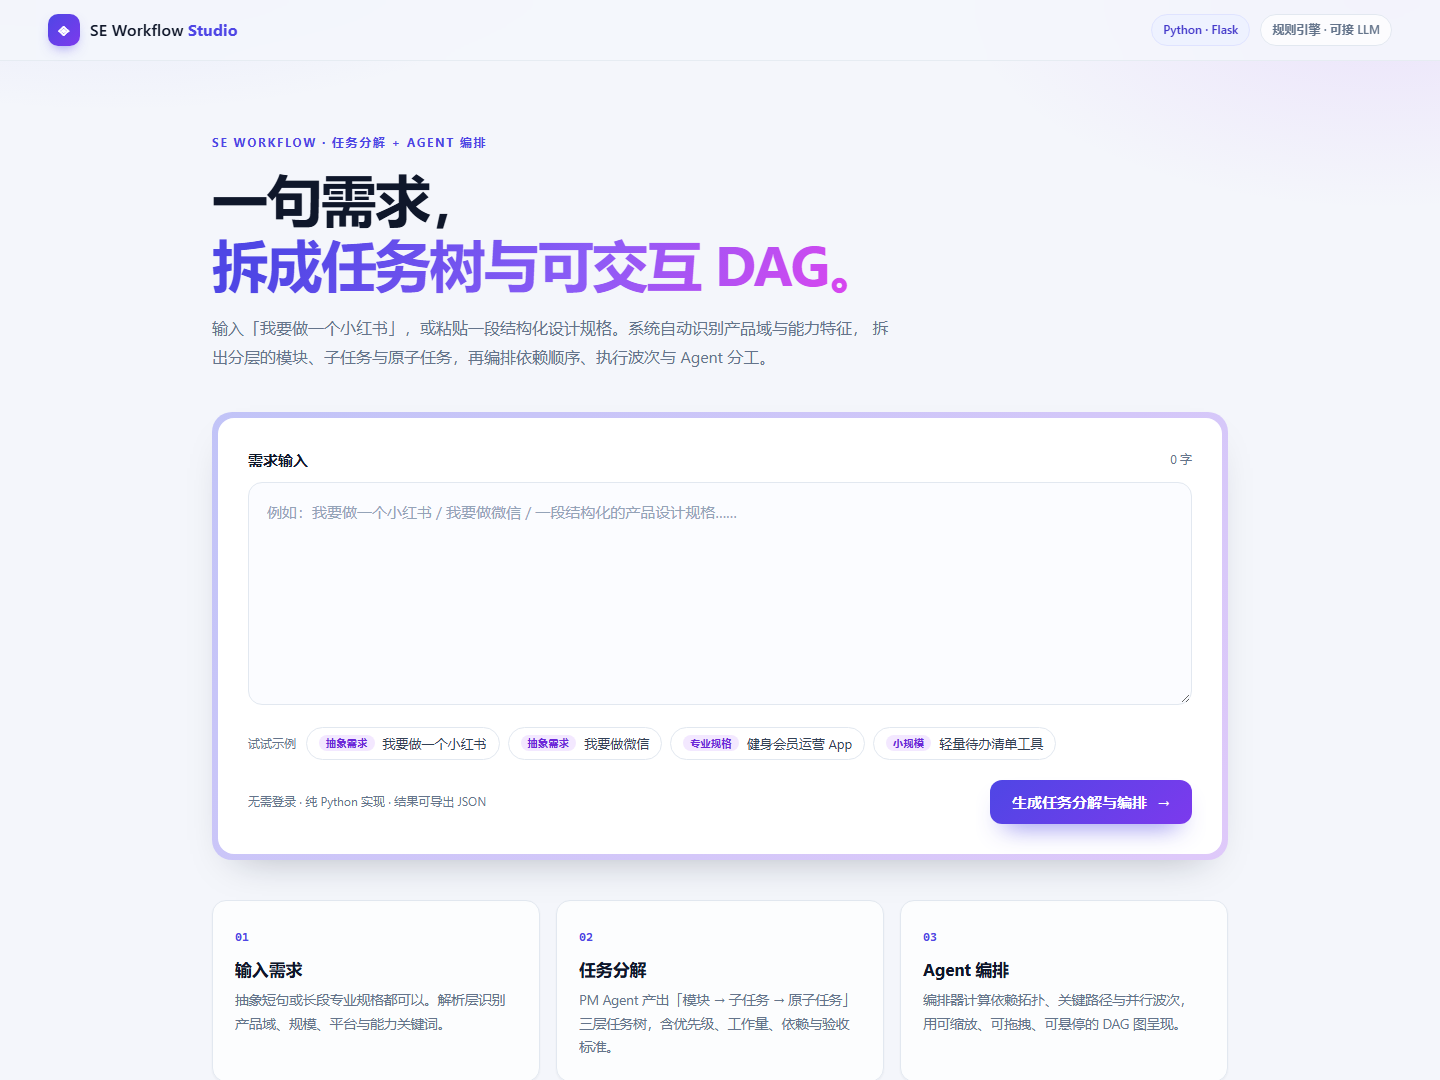 SE Workflow Studio
Python · Flask
规则引擎 · 可接 LLM
SE WORKFLOW · 任务分解 + AGENT 编排
一句需求，
拆成任务树与可交互 DAG。
输入「我要做一个小红书」，或粘贴一段结构化设计规格。系统自动识别产品域与能力特征， 拆
出分层的模块、子任务与原子任务，再编排依赖顺序、执行波次与 Agent 分工。
需求输入
0 字
例如：我要做一个小红书 / 我要做微信 / 一段结构化的产品设计规格……
试试示例
抽象需求 我要做一个小红书
抽象需求 我要做微信
专业规格 健身会员运营 App
小规模 轻量待办清单工具
无需登录 · 纯 Python 实现 · 结果可导出 JSON
生成任务分解与编排 →
01
输入需求
抽象短句或长段专业规格都可以。解析层识别
产品域、规模、平台与能力关键词。
02
任务分解
PM Agent 产出「模块 → 子任务 → 原子任务」
三层任务树，含优先级、工作量、依赖与验收
标准。
03
Agent 编排
编排器计算依赖拓扑、关键路径与并行波次，
用可缩放、可拖拽、可悬停的 DAG 图呈现。